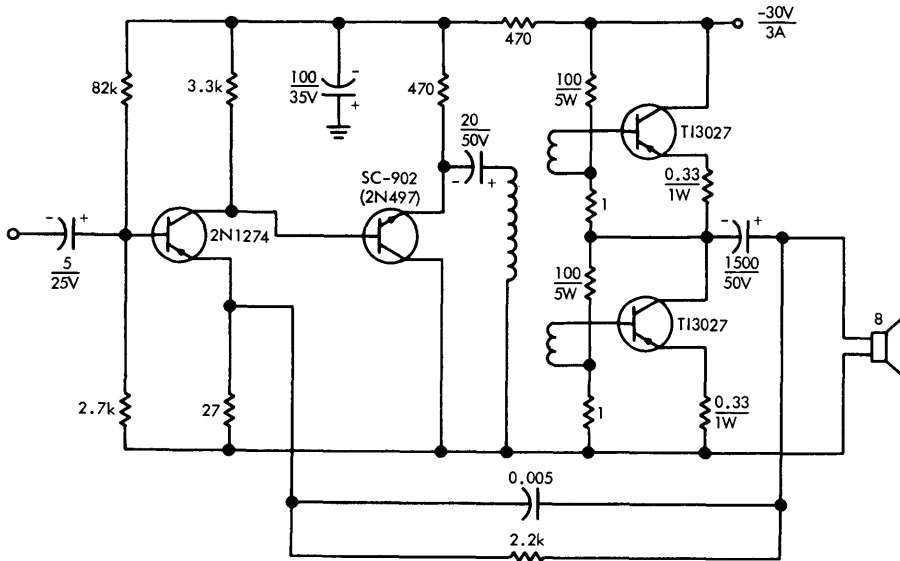 -30V
3A
470
82k
3.3k
100
35V
470
100
5W
TI3027
20
50V
0.33
1W
SC-902
(2N497)
1
2N1274
5
25V
100
5W
1500
50V
TI3027
8
2.7k
27
1
0.33
1W
0.005
2.2k